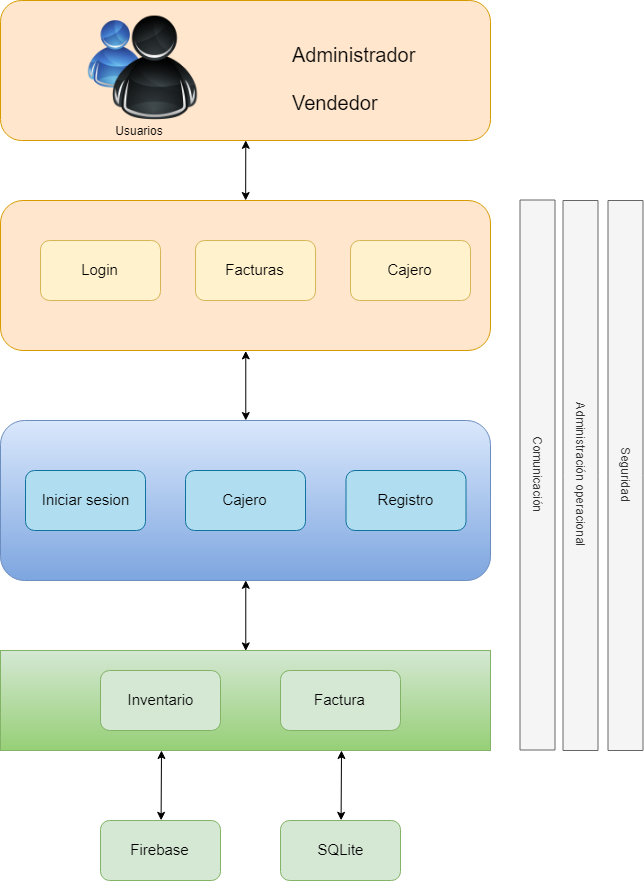 Administrador
Vendedor
Usuarios
Login
Facturas
Cajero
Iniciar sesion
Cajero
Registro
Inventario
Factura
Firebase
SQLite
Comunicación
Administración operacional
Seguridad